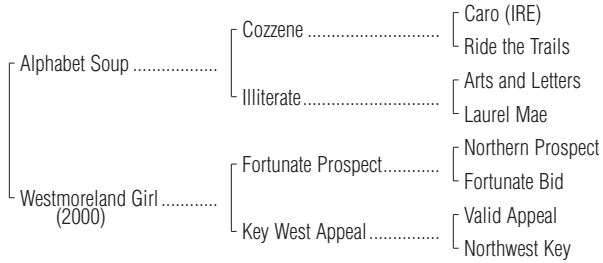 Caro (IRE)
Cozzene ..........................
Ride the Trails
Alphabet Soup ................
Arts and Letters
Illiterate...........................
Laurel Mae
Northern Prospect
Fortunate Prospect...........
Fortunate Bid
Westmoreland Girl ...........
(2000)
Valid Appeal
Key West Appeal..............
Northwest Key